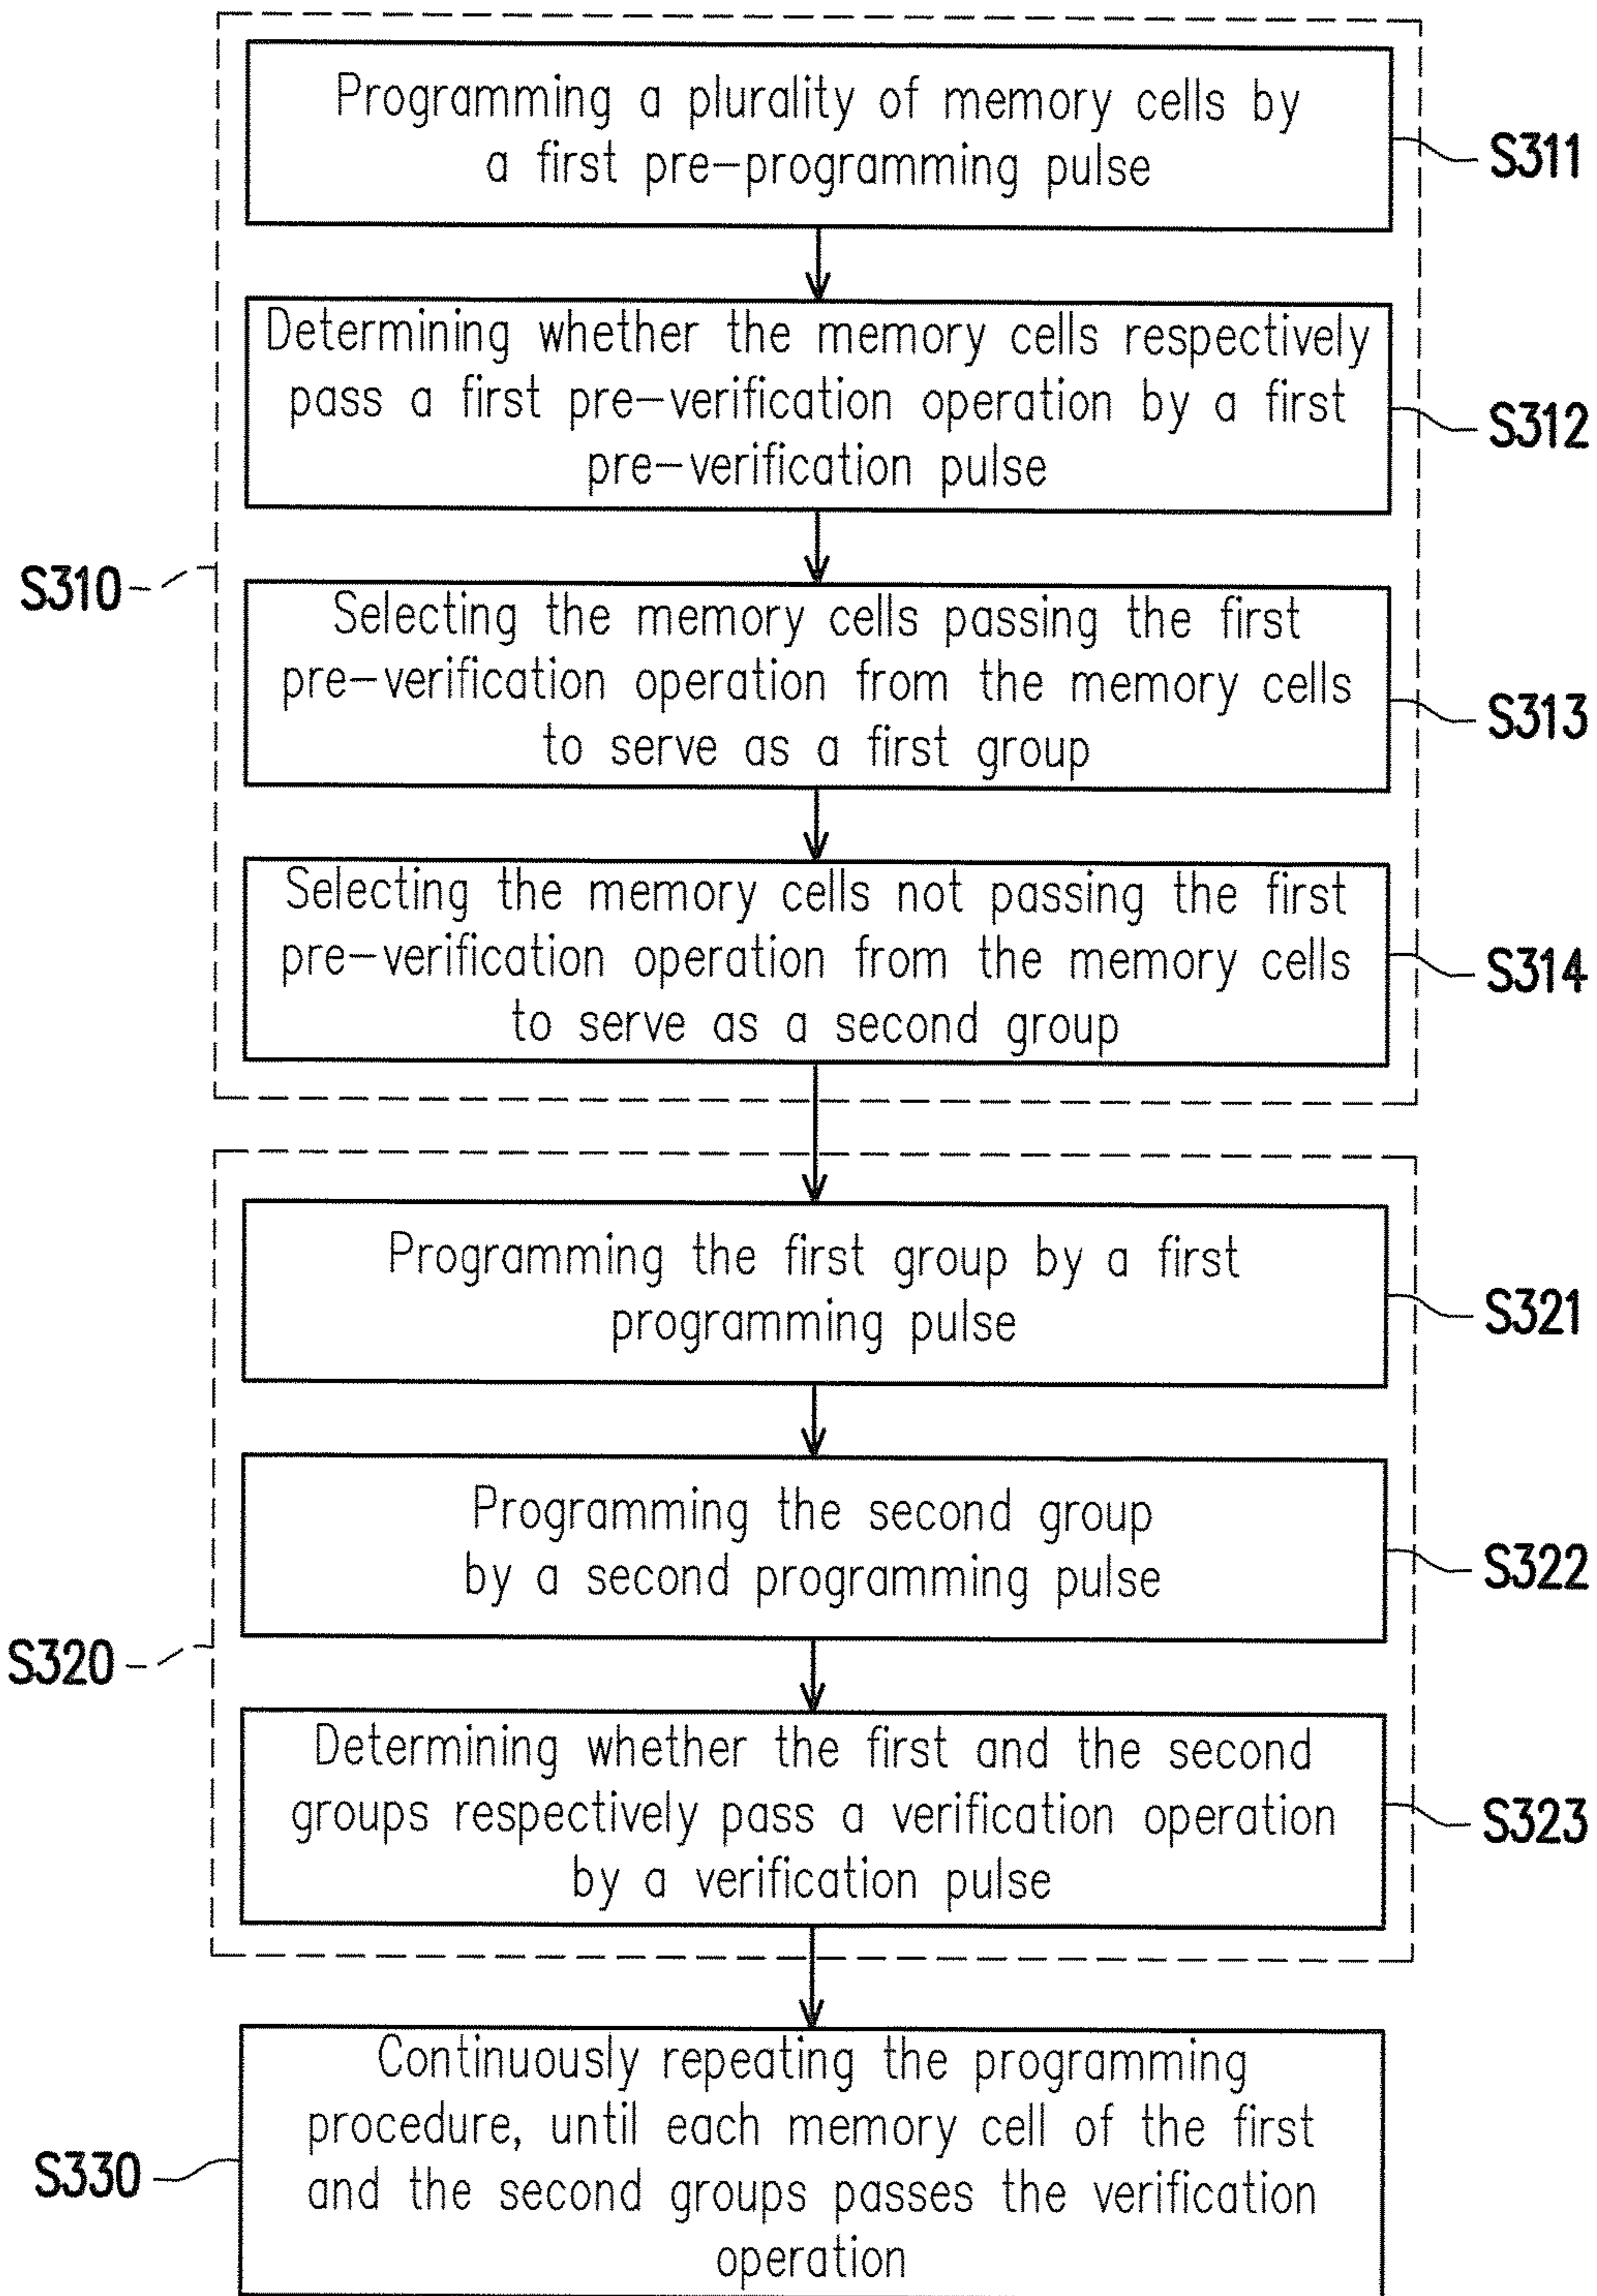 Programming a plurality of memory cells by
a first pre-programming pulse
S311
Determining whether the memory cells respectively
pass a first pre-verification operation by a first
pre-verification pulse
S312
S310
Selecting the memory cells passing the first
pre-verification operation from the memory cells
to serve as a first group
S313
Selecting the memory cells not passing the first
pre-verification operation from the memory cells
to serve as a second group
S314
Programming the first group by a first
programming pulse
S321
Programming the second group
by a second programming pulse
S322
S320
Determining whether the first and the second
groups respectively pass a verification operation
by a verification pulse
S323
Continuously repeating the programming
procedure, until each memory cell of the first
and the second groups passes the verification
operation
S330